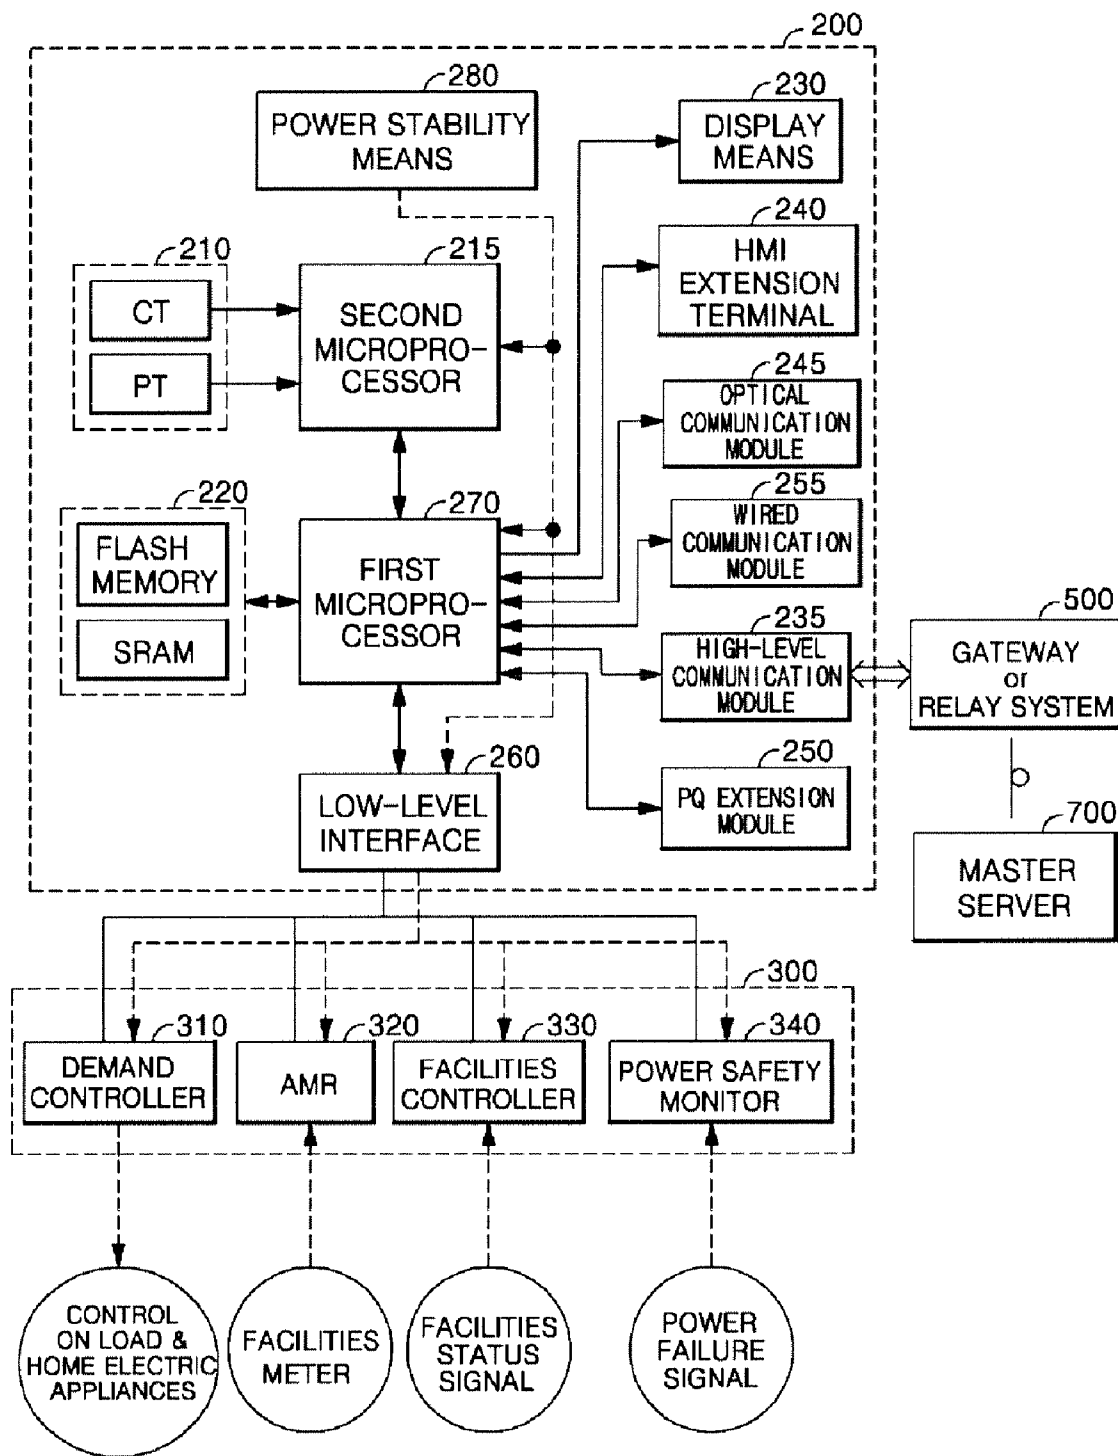 200
280
POWER STABILITY
MEANS
230
DISPLAY
MEANS
210
CT
PT
215
SECOND
MICROPRO-
CESSOR
240
HMI
EXTENSION
TERMINAL
245
OPTICAL
COMMUNICATION
MODULE
220
FLASH
MEMORY
SRAM
270
FIRST
MICROPRO-
CESSOR
255
WIRED
COMMUNICATION
MODULE
235
HIGH-LEVEL
COMMUNICATION
MODULE
500
GATEWAY
or
RELAY SYSTEM
260
LOW-LEVEL
INTERFACE
250
PQ EXTENSION
MODULE
700
MASTER
SERVER
300
310
DEMAND
CONTROLLER
320
AMR
330
FACILITIES
CONTROLLER
340
POWER SAFETY
MONITOR
CONTROL
ON LOAD &
HOME ELECTRIC
APPLIANCES
FACILITIES
METER
FACILITIES
STATUS
SIGNAL
POWER
FAILURE
SIGNAL